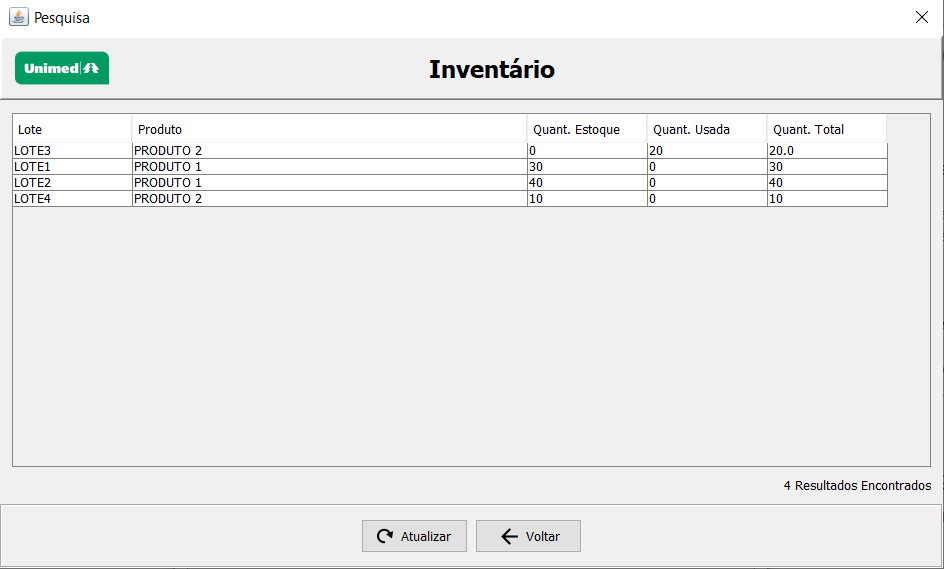 Pesquisa
Unimed
Inventário
Lote Produto Quant. Estoque Quant. Usada Quant. Total
LOTE3 PRODUTO 2 0 20 20.0
LOTE1 PRODUTO 1 30 0 30
LOTE2 PRODUTO 1 40 0 40
LOTE4 PRODUTO 2 10 0 10
4 Resultados Encontrados
Atualizar Voltar